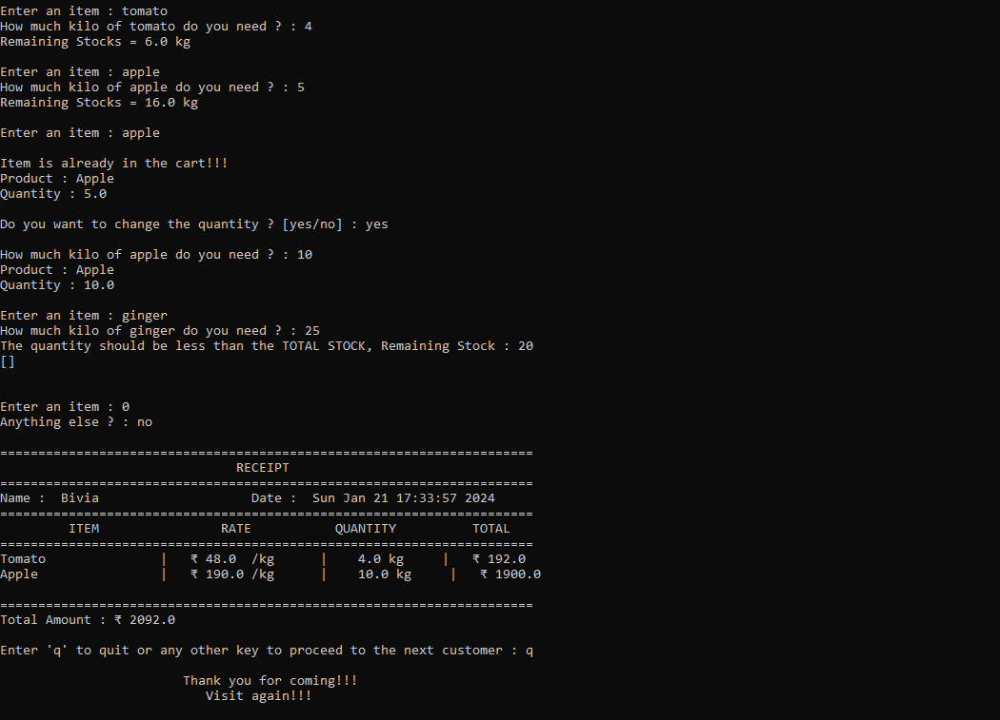 Enter an item : tomato
How much kilo of tomato do you need ? : 4
Remaining Stocks = 6.0 kg
Enter an item : apple
How much kilo of apple do you need ? : 5
Remaining Stocks = 16.0 kg
Enter an item : apple
Item is already in the cart!!!
Product : Apple
Quantity : 5.0
Do you want to change the quantity ? [yes/no] : yes
How much kilo of apple do you need ? : 10
Product : Apple
Quantity : 10.0
Enter an item : ginger
How much kilo of ginger do you need ? : 25
The quantity should be less than the TOTAL STOCK, Remaining Stock : 20
[]
Enter an item : 0
Anything else ? : no
======================================================================
RECEIPT
======================================================================
Name :  Bivia                    Date :  Sun Jan 21 17:33:57 2024
======================================================================
ITEM                RATE           QUANTITY          TOTAL
======================================================================
Tomato               |   ₹ 48.0  /kg      |    4.0 kg     |   ₹ 192.0
Apple                |   ₹ 190.0 /kg      |    10.0 kg     |   ₹ 1900.0
======================================================================
Total Amount : ₹ 2092.0
Enter 'q' to quit or any other key to proceed to the next customer : q
Thank you for coming!!!
Visit again!!!